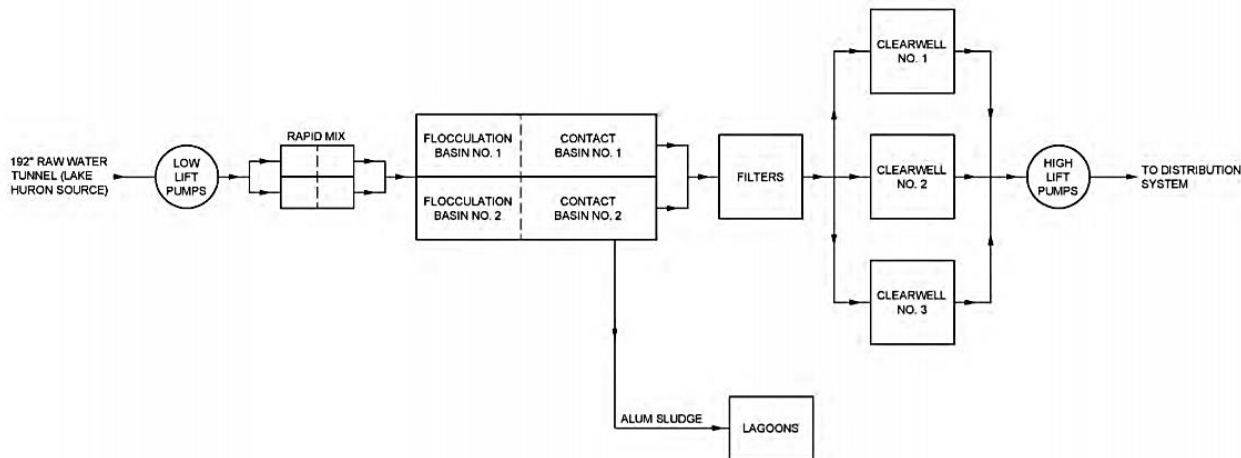 192" RAW WATER
TUNNEL (LAKE
HURON SOURCE)
LOW
LIFT
PUMPS
RAPID MIX
FLOCCULATION
BASIN NO. 1
CONTACT
BASIN NO. 1
FLOCCULATION
BASIN NO. 2
CONTACT
BASIN NO. 2
FILTERS
CLEARWELL
NO. 1
CLEARWELL
NO. 2
CLEARWELL
NO. 3
HIGH
LIFT
PUMPS
TO DISTRIBUTION
SYSTEM
ALUM SLUDGE
LAGOONS